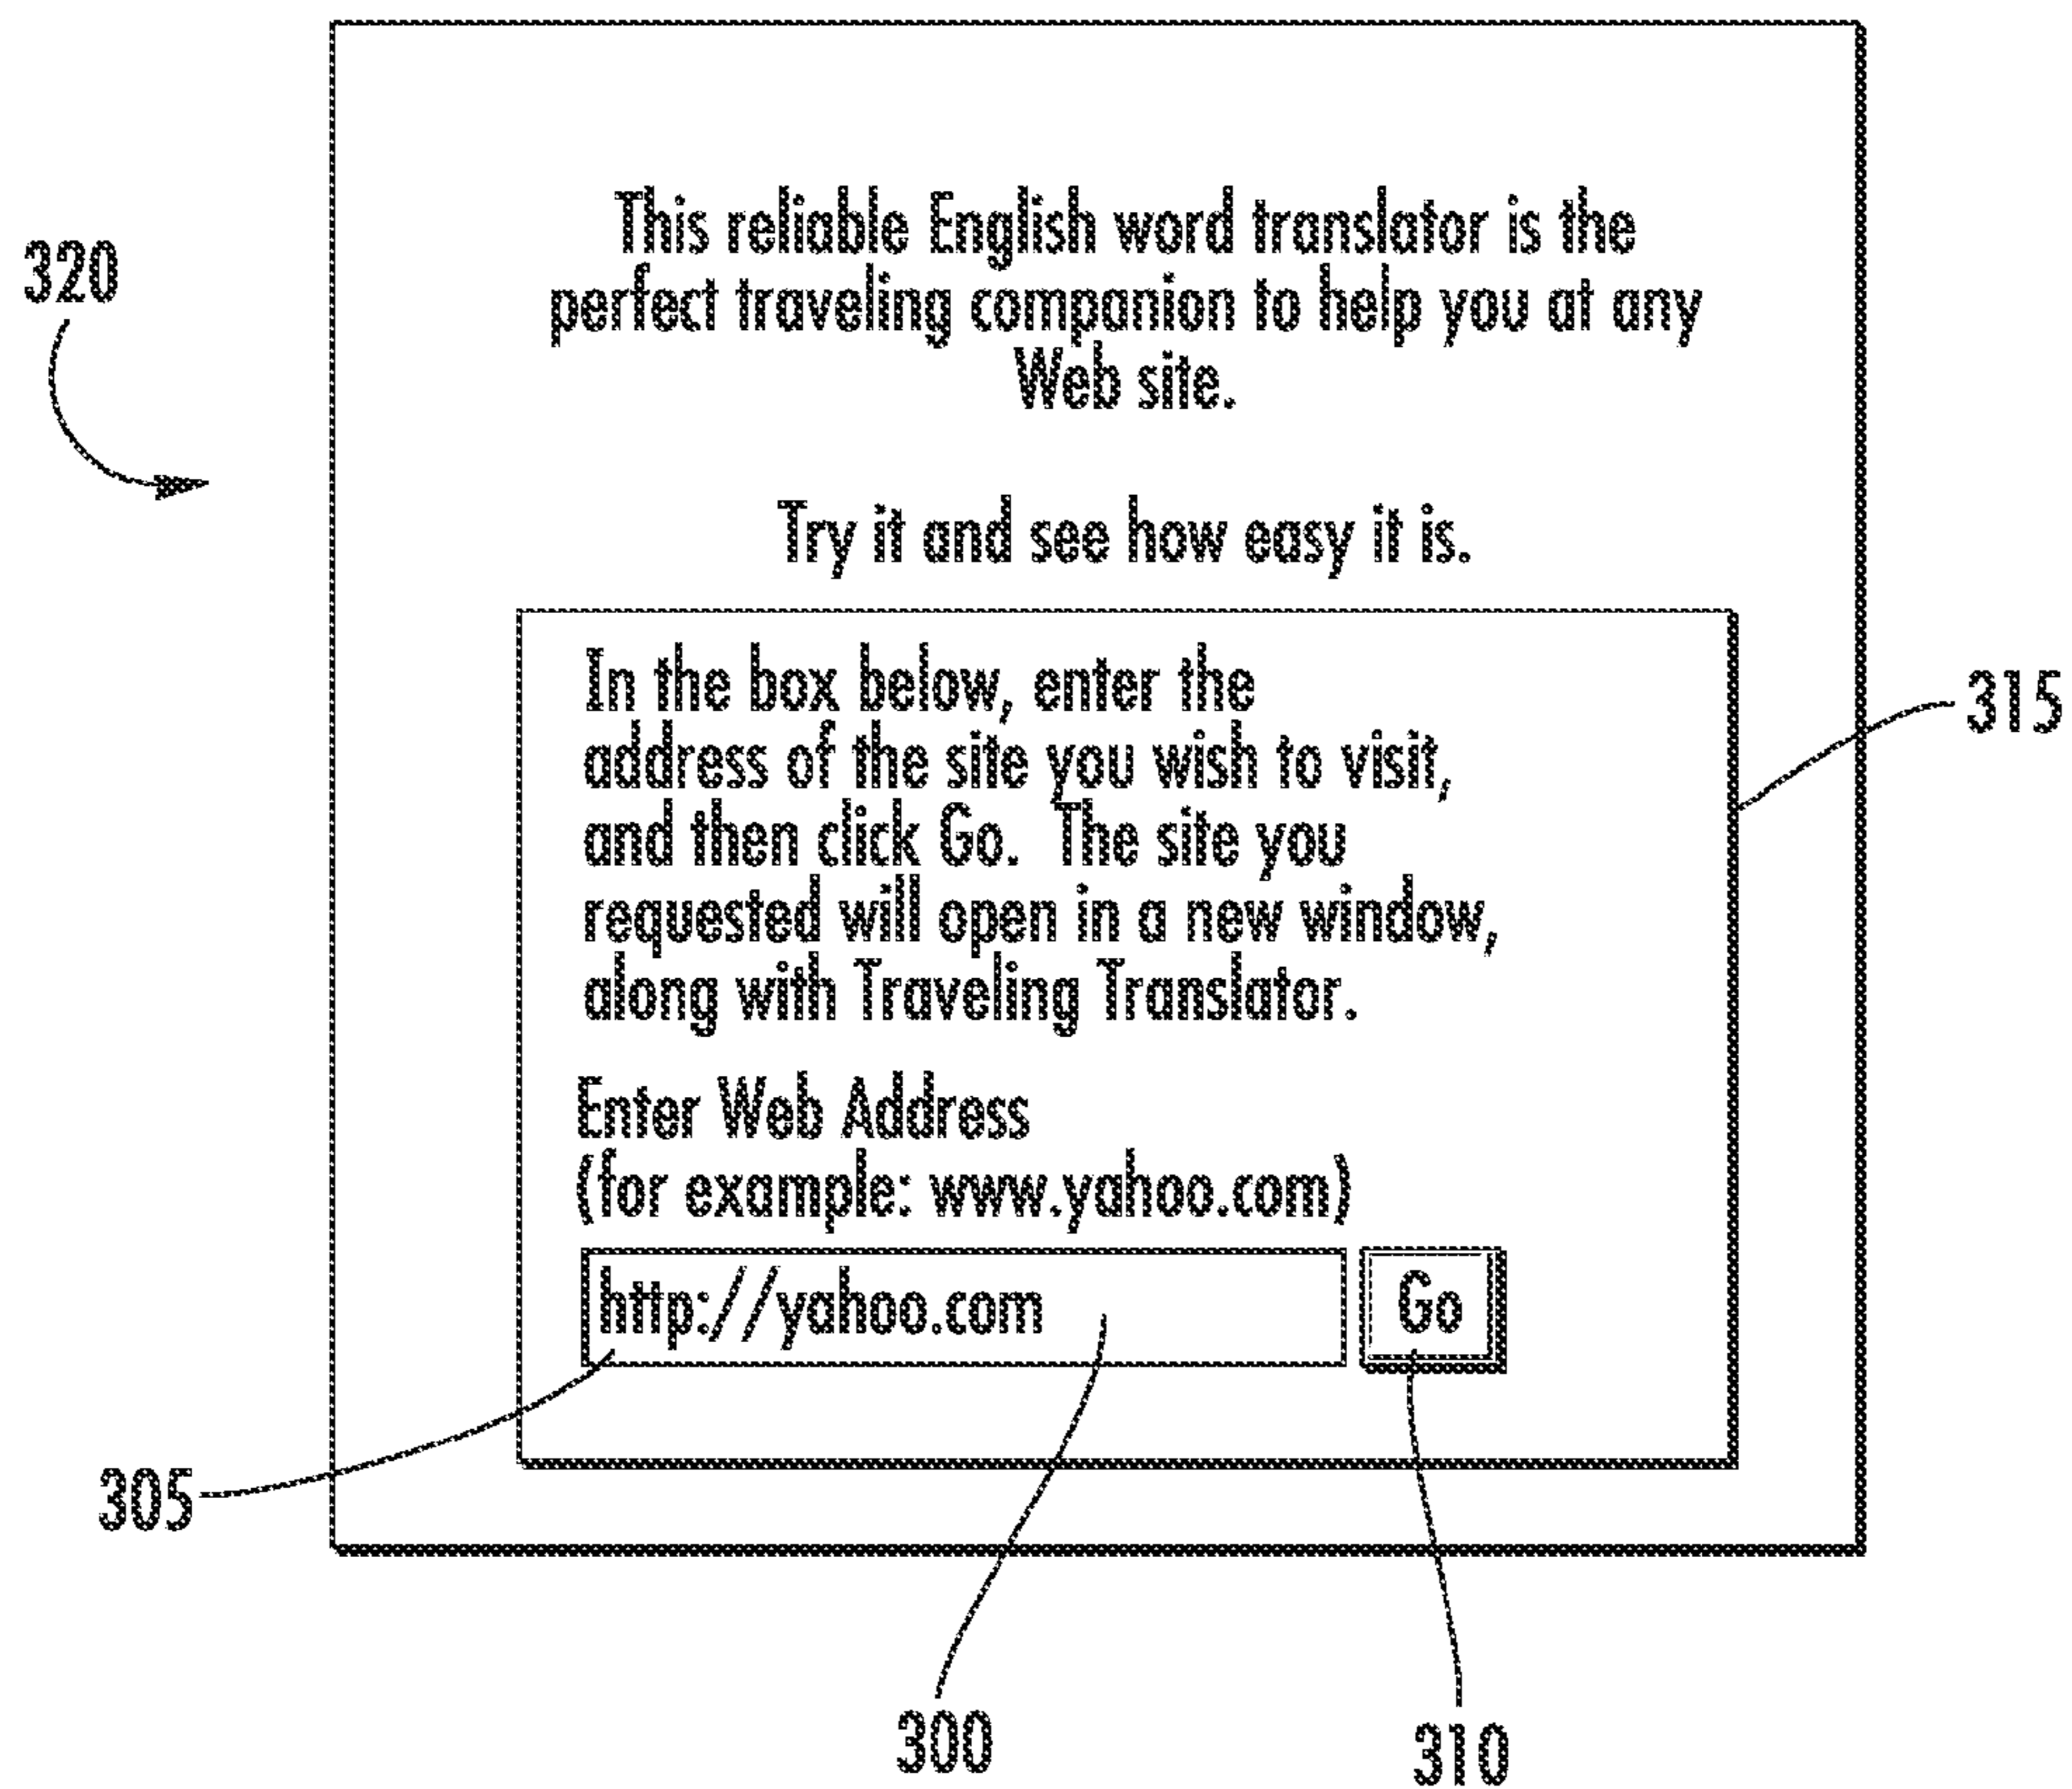 This reliable English word translator is the
perfect traveling companion to help you at any
Web site.
320
Try it and see how easy it is.
In the box below, enter the
address of the site you wish to visit,
and then click Go.  The site you
requested will open in a new window,
along with Traveling Translator.
315
Enter Web Address
(for example: www.yahoo.com)
http://yahoo.com
Go
305
300
310